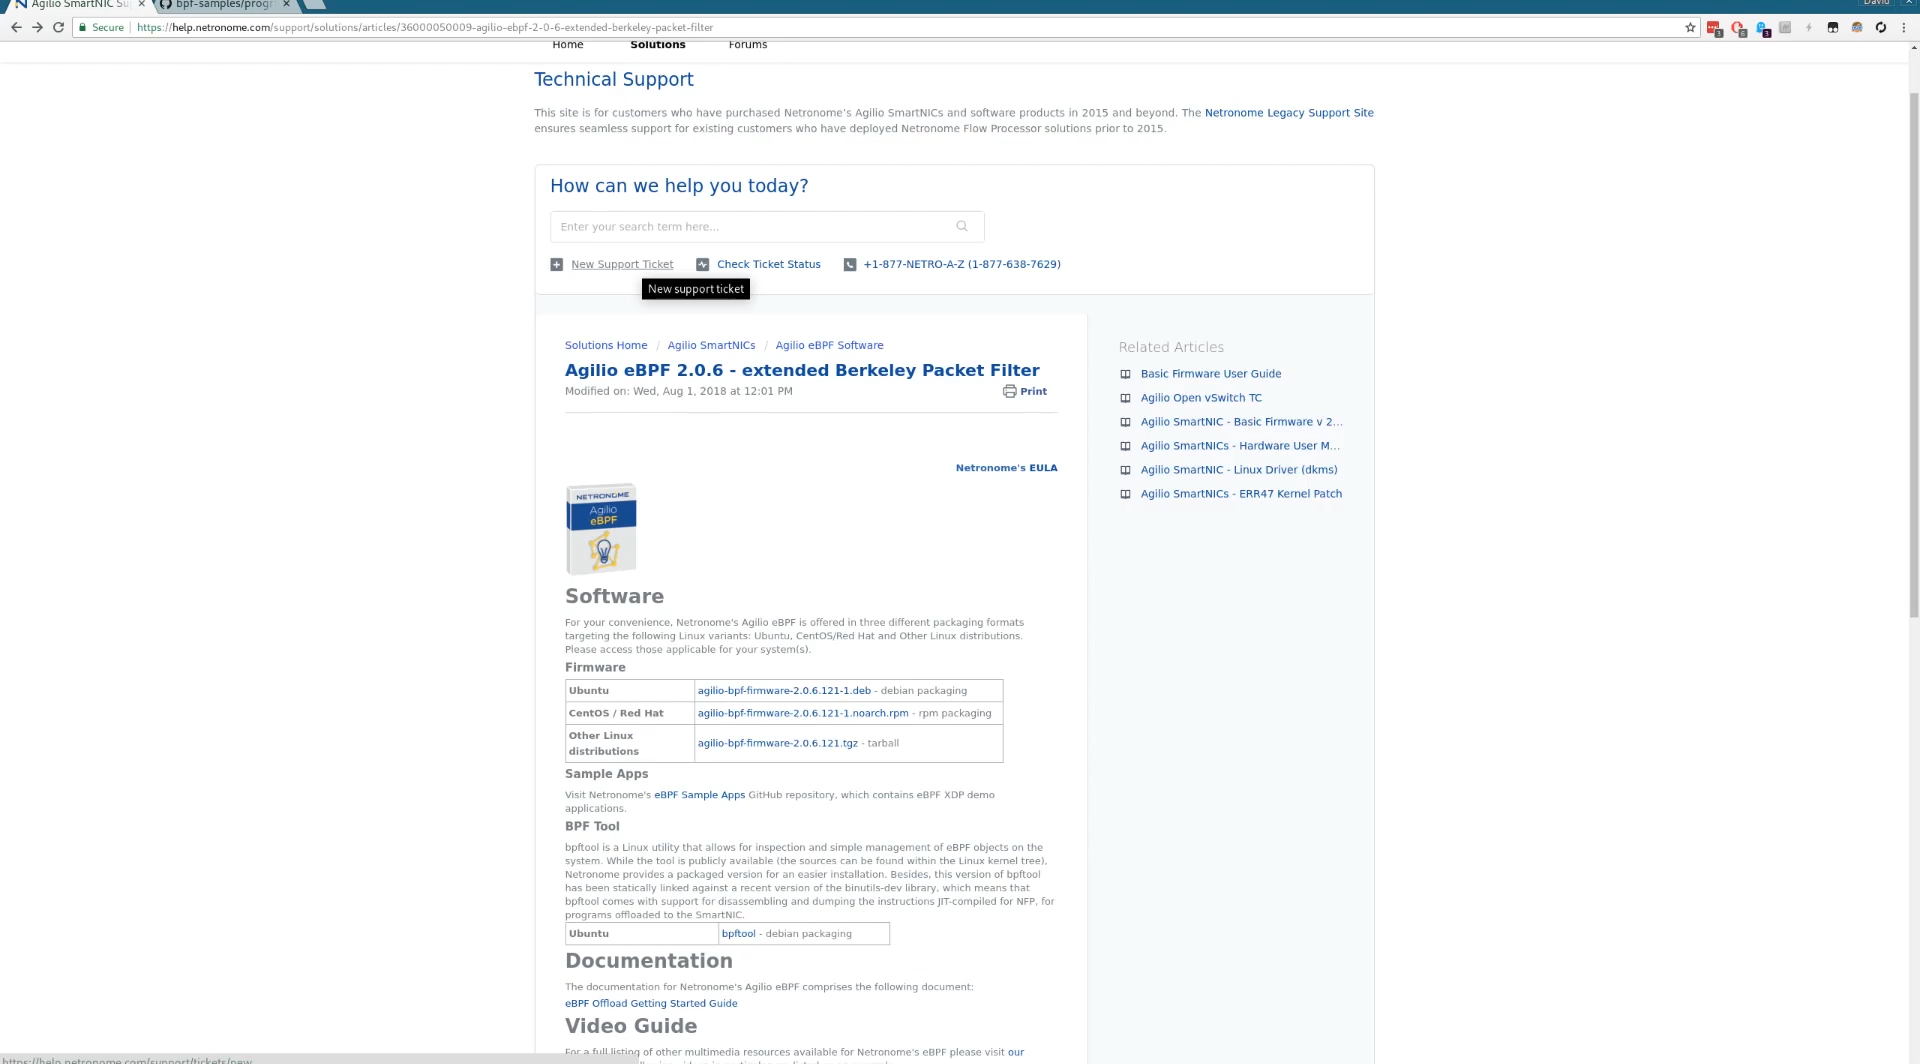 Agilio SmartNIC Su
bpf-samples/progr
David
Secure
https://help.netronome.com/support/solutions/articles/36000050009-agilio-ebpf-2-0-6-extended-berkeley-packet-filter
Home Solutions Forums
Technical Support
This site is for customers who have purchased Netronome's Agilio SmartNICs and software products in 2015 and beyond. The Netronome Legacy Support Site
ensures seamless support for existing customers who have deployed Netronome Flow Processor solutions prior to 2015.
How can we help you today?
Enter your search term here...
New Support Ticket Check Ticket Status +1-877-NETRO-A-Z (1-877-638-7629)
New support ticket
Solutions Home / Agilio SmartNICs / Agilio eBPF Software
Agilio eBPF 2.0.6 - extended Berkeley Packet Filter
Modified on: Wed, Aug 1, 2018 at 12:01 PM
Print
Netronome's EULA
NETRONOME
Agilio
eBPF
Software
For your convenience, Netronome's Agilio eBPF is offered in three different packaging formats
targeting the following Linux variants: Ubuntu, CentOS/Red Hat and Other Linux distributions.
Please access those applicable for your system(s).
Firmware
Ubuntu agilio-bpf-firmware-2.0.6.121-1.deb - debian packaging
CentOS / Red Hat agilio-bpf-firmware-2.0.6.121-1.noarch.rpm - rpm packaging
Other Linux
distributions
agilio-bpf-firmware-2.0.6.121.tgz - tarball
Sample Apps
Visit Netronome's eBPF Sample Apps GitHub repository, which contains eBPF XDP demo
applications.
BPF Tool
bpftool is a Linux utility that allows for inspection and simple management of eBPF objects on the
system. While the tool is publicly available (the sources can be found within the Linux kernel tree),
Netronome provides a packaged version for an easier installation. Besides, this version of bpftool
has been statically linked against a recent version of the binutils-dev library, which means that
bpftool comes with support for disassembling and dumping the instructions JIT-compiled for NFP, for
programs offloaded to the SmartNIC.
Ubuntu bpftool - debian packaging
Documentation
The documentation for Netronome's Agilio eBPF comprises the following document:
eBPF Offload Getting Started Guide
Video Guide
For a full listing of other multimedia resources available for Netronome's eBPF please visit our
Related Articles
Basic Firmware User Guide
Agilio Open vSwitch TC
Agilio SmartNIC - Basic Firmware v 2...
Agilio SmartNICs - Hardware User M...
Agilio SmartNIC - Linux Driver (dkms)
Agilio SmartNICs - ERR47 Kernel Patch
https://help.netronome.com/support/tickets/new